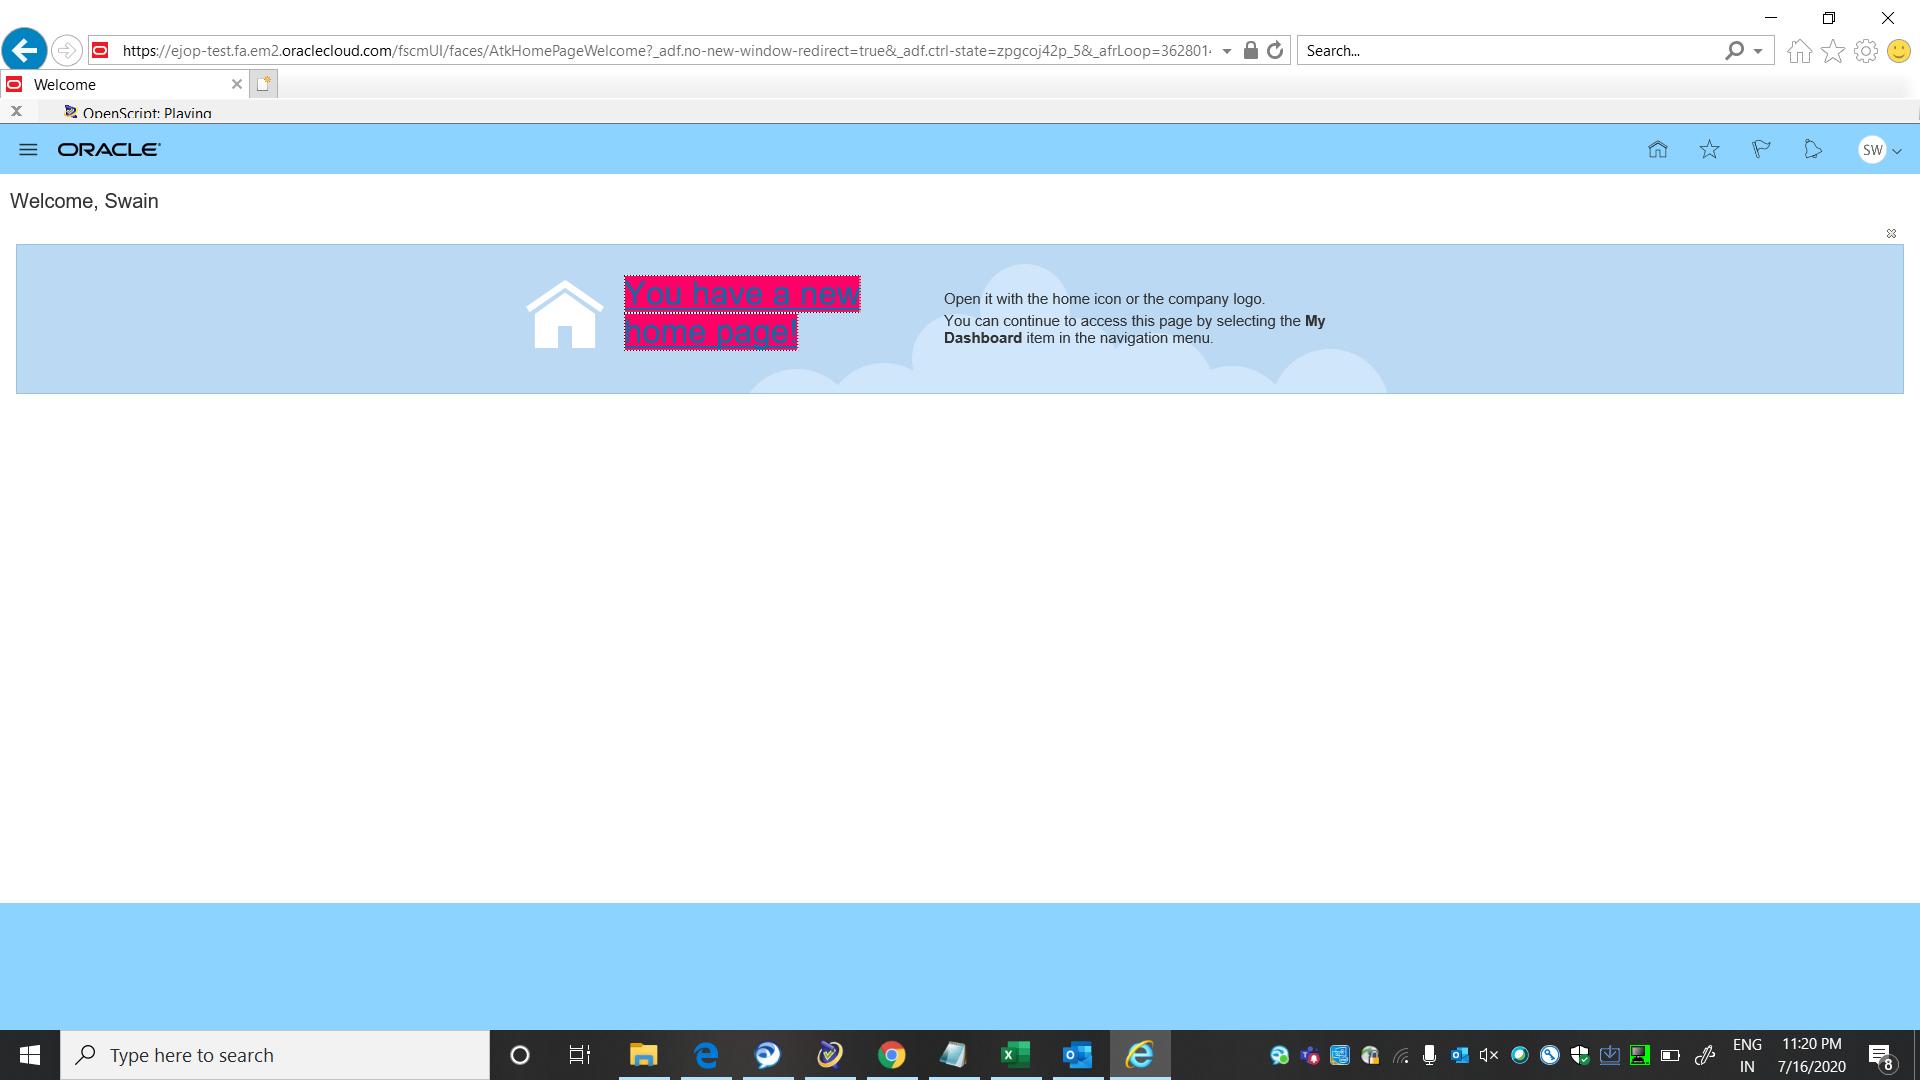 https://ejop-test.fa.em2.oraclecloud.com/fscmUI/faces/AtkHomePageWelcome?_adf.no-new-window-redirect=true&_adf.ctrl-state=zpgcoj42p_5&_afrLoop=3628014
Search...
Welcome
OpenScript: Playing
ORACLE
SW
Welcome, Swain
You have a new
home page!
Open it with the home icon or the company logo.
You can continue to access this page by selecting the My
Dashboard item in the navigation menu.
Type here to search
ENG
IN
11:20 PM
7/16/2020
8